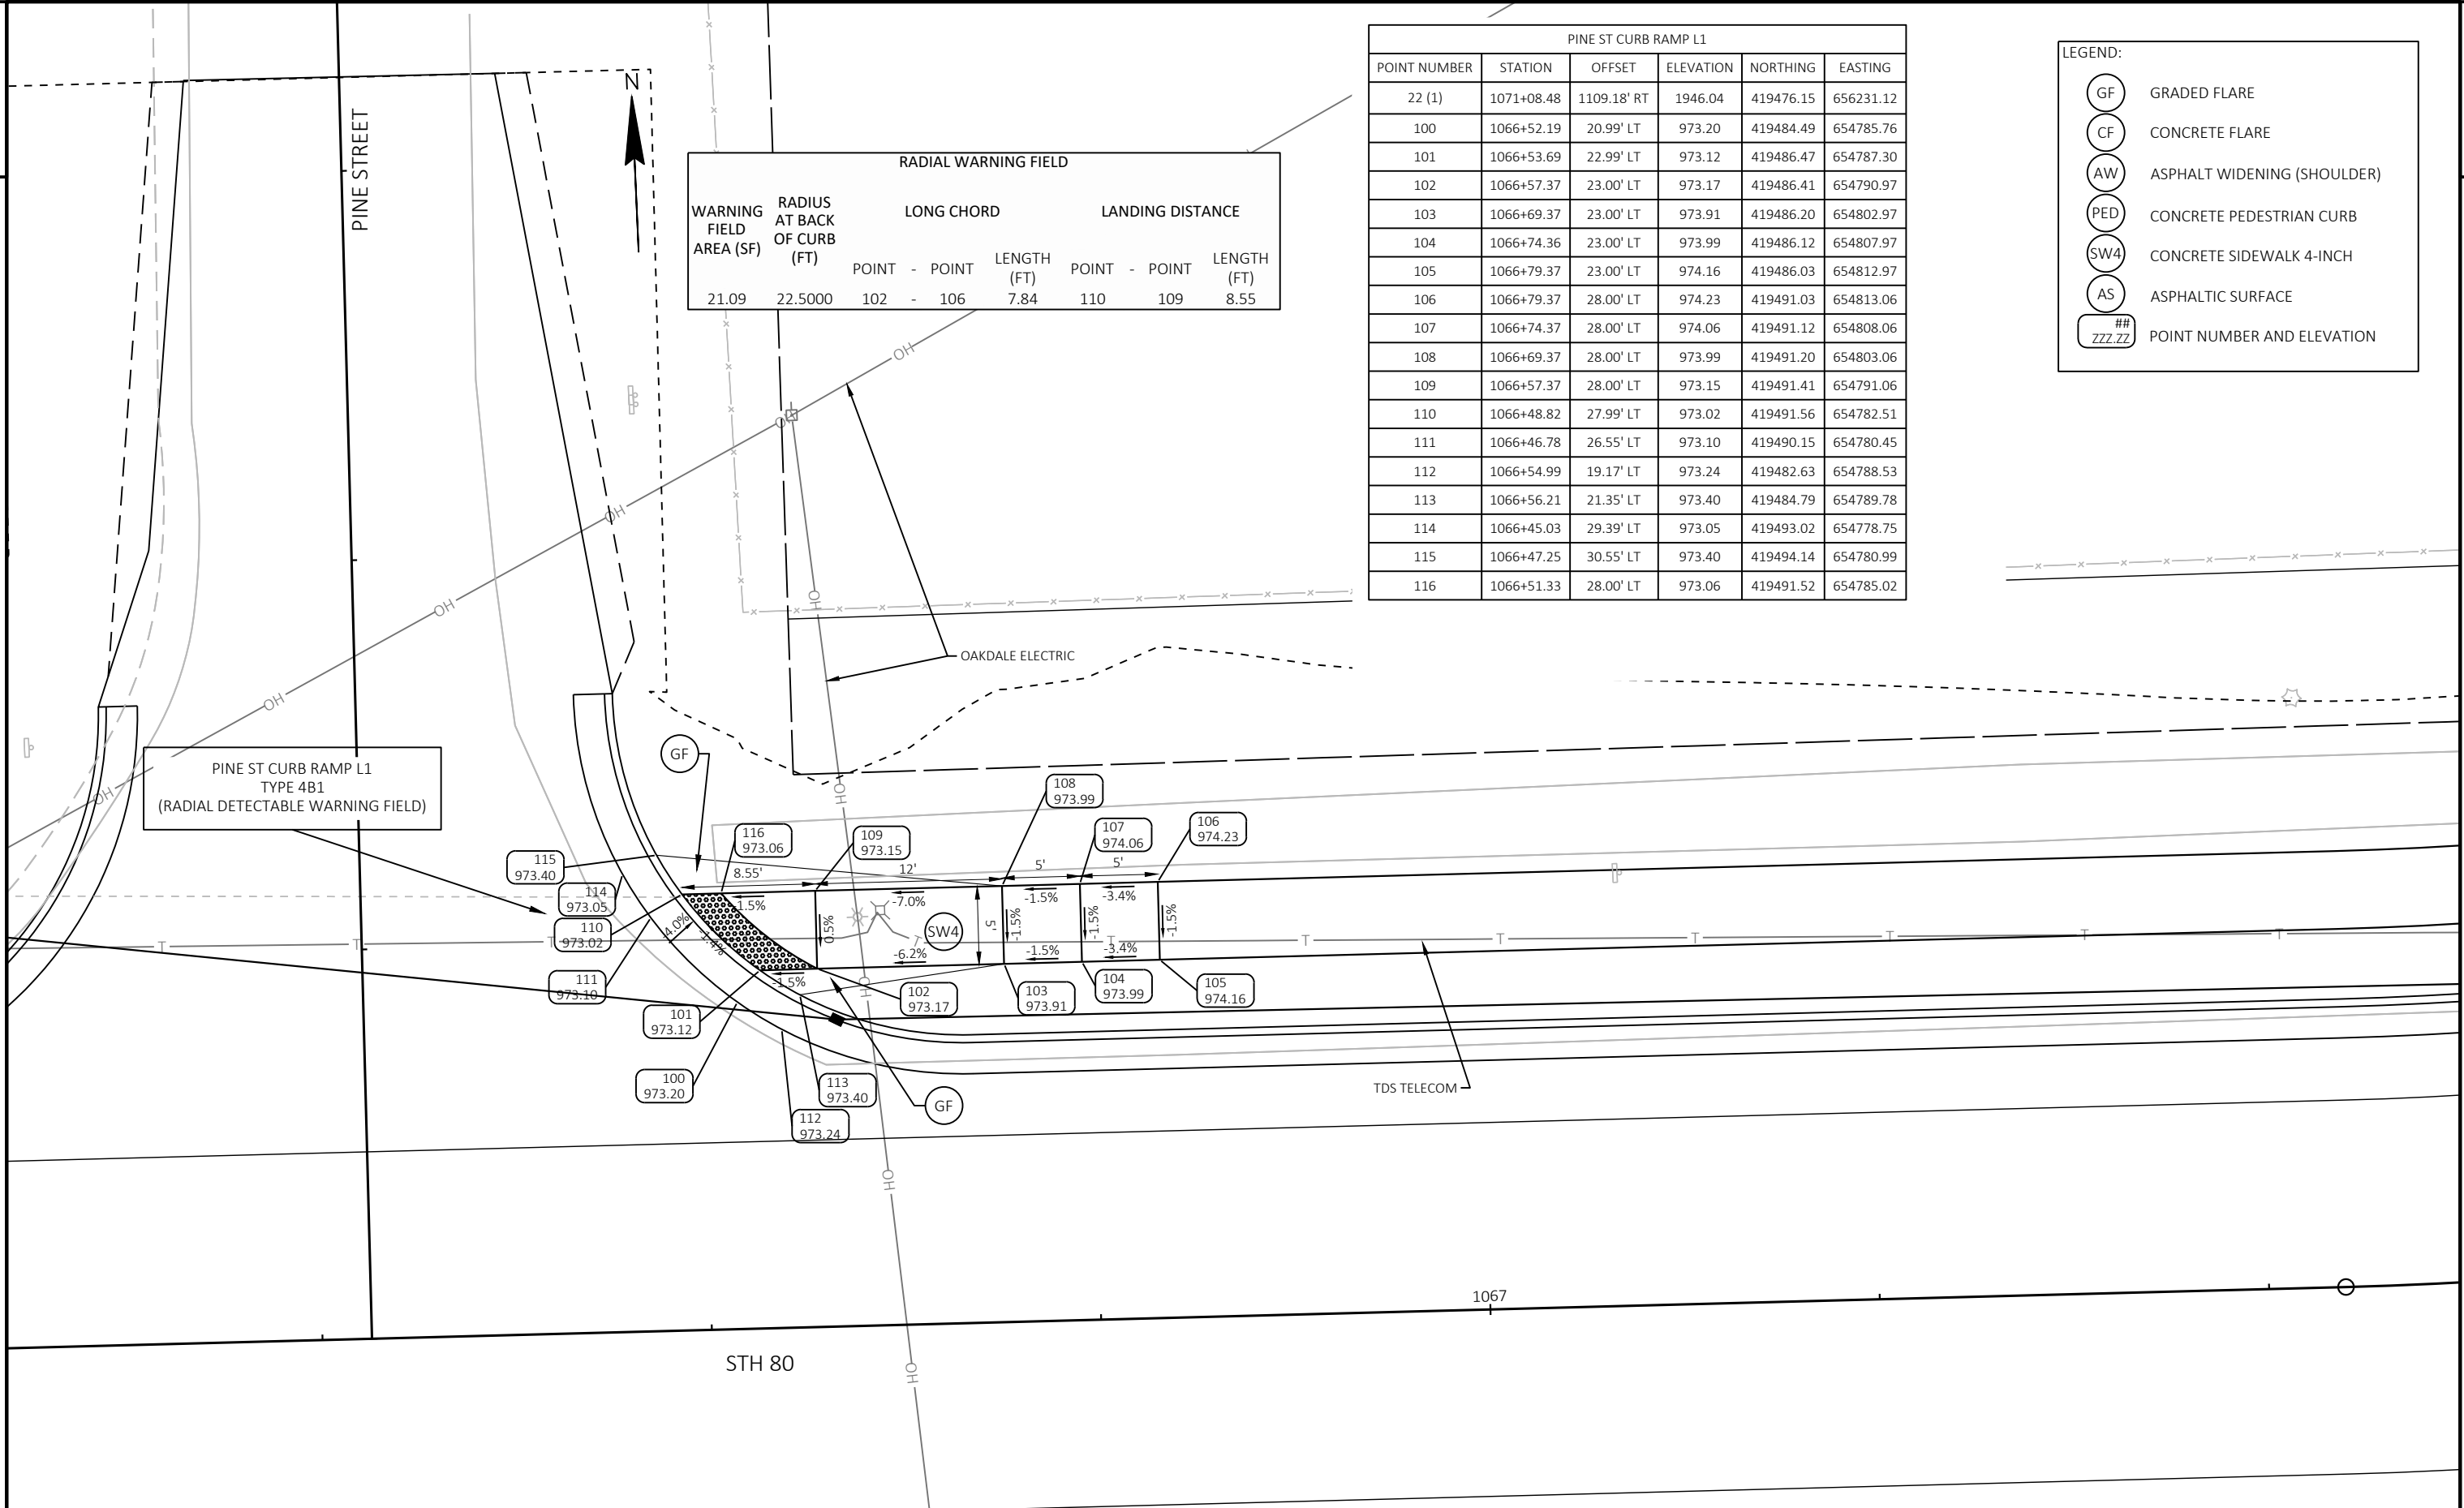 PINE STREET
N
RADIAL WARNING FIELD
WARNING FIELD AREA (SF) RADIUS AT BACK OF CURB (FT) LONG CHORD LANDING DISTANCE
POINT - POINT LENGTH (FT) POINT - POINT LENGTH (FT)
21.09 22.5000 102 - 106 7.84 110 109 8.55
PINE ST CURB RAMP L1
POINT NUMBER STATION OFFSET ELEVATION NORTHING EASTING
22 (1) 1071+08.48 1109.18' RT 1946.04 419476.15 656231.12
100 1066+52.19 20.99' LT 973.20 419484.49 654785.76
101 1066+53.69 22.99' LT 973.12 419486.47 654787.30
102 1066+57.37 23.00' LT 973.17 419486.41 654790.97
103 1066+69.37 23.00' LT 973.91 419486.20 654802.97
104 1066+74.36 23.00' LT 973.99 419486.12 654807.97
105 1066+79.37 23.00' LT 974.16 419486.03 654812.97
106 1066+79.37 28.00' LT 974.23 419491.03 654813.06
107 1066+74.37 28.00' LT 974.06 419491.12 654808.06
108 1066+69.37 28.00' LT 973.99 419491.20 654803.06
109 1066+57.37 28.00' LT 973.15 419491.41 654791.06
110 1066+48.82 27.99' LT 973.02 419491.56 654782.51
111 1066+46.78 26.55' LT 973.10 419490.15 654780.45
112 1066+54.99 19.17' LT 973.24 419482.63 654788.53
113 1066+56.21 21.35' LT 973.40 419484.79 654789.78
114 1066+45.03 29.39' LT 973.05 419493.02 654778.75
115 1066+47.25 30.55' LT 973.40 419494.14 654780.99
116 1066+51.33 28.00' LT 973.06 419491.52 654785.02
LEGEND:
GF GRADED FLARE
CF CONCRETE FLARE
AW ASPHALT WIDENING (SHOULDER)
PED CONCRETE PEDESTRIAN CURB
SW4 CONCRETE SIDEWALK 4-INCH
AS ASPHALTIC SURFACE
##
ZZZ.ZZ POINT NUMBER AND ELEVATION
OH
OH
OH
OH
OH
OH
OH
OH
OH
OH
OH
OAKDALE ELECTRIC
PINE ST CURB RAMP L1
TYPE 4B1
(RADIAL DETECTABLE WARNING FIELD)
GF
108
973.99
107
974.06
106
974.23
116
973.06
109
973.15
115
973.40
114
973.05
110
973.02
111
973.10
101
973.12
100
973.20
112
973.24
113
973.40
102
973.17
103
973.91
104
973.99
105
974.16
8.55'
12'
5'
5'
5'
-1.5%
-7.0%
-1.5%
-3.4%
0.5%
-1.5%
-1.5%
-1.5%
SW4
-6.2%
-1.5%
-3.4%
-1.5%
4.0%
1.4%
GF
T
T
T
T
T
T
T
T
T
T
T
TDS TELECOM
1067
STH 80